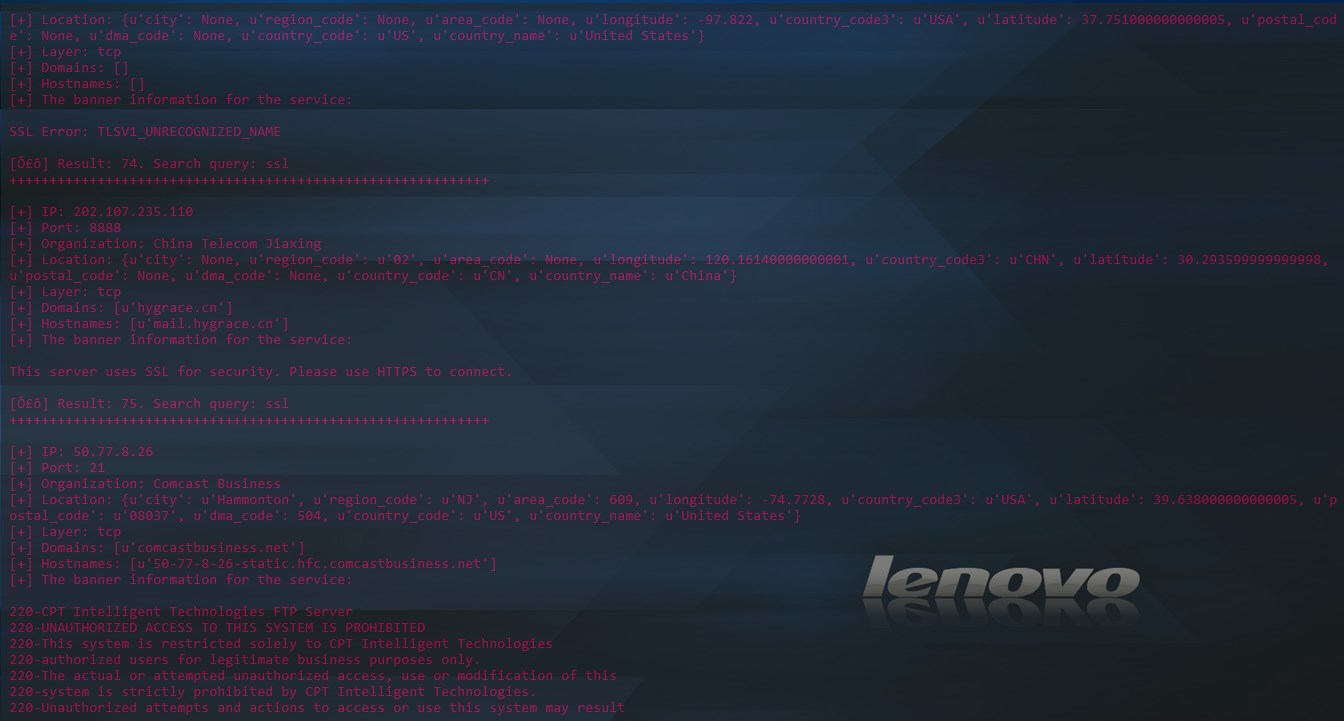 [+] Location: {u'city': None, u'region_code': None, u'area_code': None, u'longitude': -97.822, u'country_code3': u'USA', u'latitude': 37.751000000000005, u'postal_cod
e': None, u'dma_code': None, u'country_code': u'US', u'country_name': u'United States'}
[+] Layer: tcp
[+] Domains: []
[+] Hostnames: []
[+] The banner information for the service:
SSL Error: TLSV1_UNRECOGNIZED_NAME
[Õ£õ] Result: 74. Search query: ssl
++++++++++++++++++++++++++++++++++++++++++++++++++++++++++++
[+] IP: 202.107.235.110
[+] Port: 8888
[+] Organization: China Telecom Jiaxing
[+] Location: {u'city': None, u'region_code': u'02', u'area_code': None, u'longitude': 120.16140000000001, u'country_code3': u'CHN', u'latitude': 30.293599999999998,
u'postal_code': None, u'dma_code': None, u'country_code': u'CN', u'country_name': u'China'}
[+] Layer: tcp
[+] Domains: [u'hygrace.cn']
[+] Hostnames: [u'mail.hygrace.cn']
[+] The banner information for the service:
This server uses SSL for security. Please use HTTPS to connect.
[Õ£õ] Result: 75. Search query: ssl
++++++++++++++++++++++++++++++++++++++++++++++++++++++++++++
[+] IP: 50.77.8.26
[+] Port: 21
[+] Organization: Comcast Business
[+] Location: {u'city': u'Hammonton', u'region_code': u'NJ', u'area_code': 609, u'longitude': -74.7728, u'country_code3': u'USA', u'latitude': 39.638000000000005, u'p
ostal_code': u'08037', u'dma_code': 504, u'country_code': u'US', u'country_name': u'United States'}
[+] Layer: tcp
[+] Domains: [u'comcastbusiness.net']
[+] Hostnames: [u'50-77-8-26-static.hfc.comcastbusiness.net']
[+] The banner information for the service:
lenovo
220-CPT Intelligent Technologies FTP Server
220-UNAUTHORIZED ACCESS TO THIS SYSTEM IS PROHIBITED
220-This system is restricted solely to CPT Intelligent Technologies
220-authorized users for legitimate business purposes only.
220-The actual or attempted unauthorized access, use or modification of this
220-system is strictly prohibited by CPT Intelligent Technologies.
220-Unauthorized attempts and actions to access or use this system may result